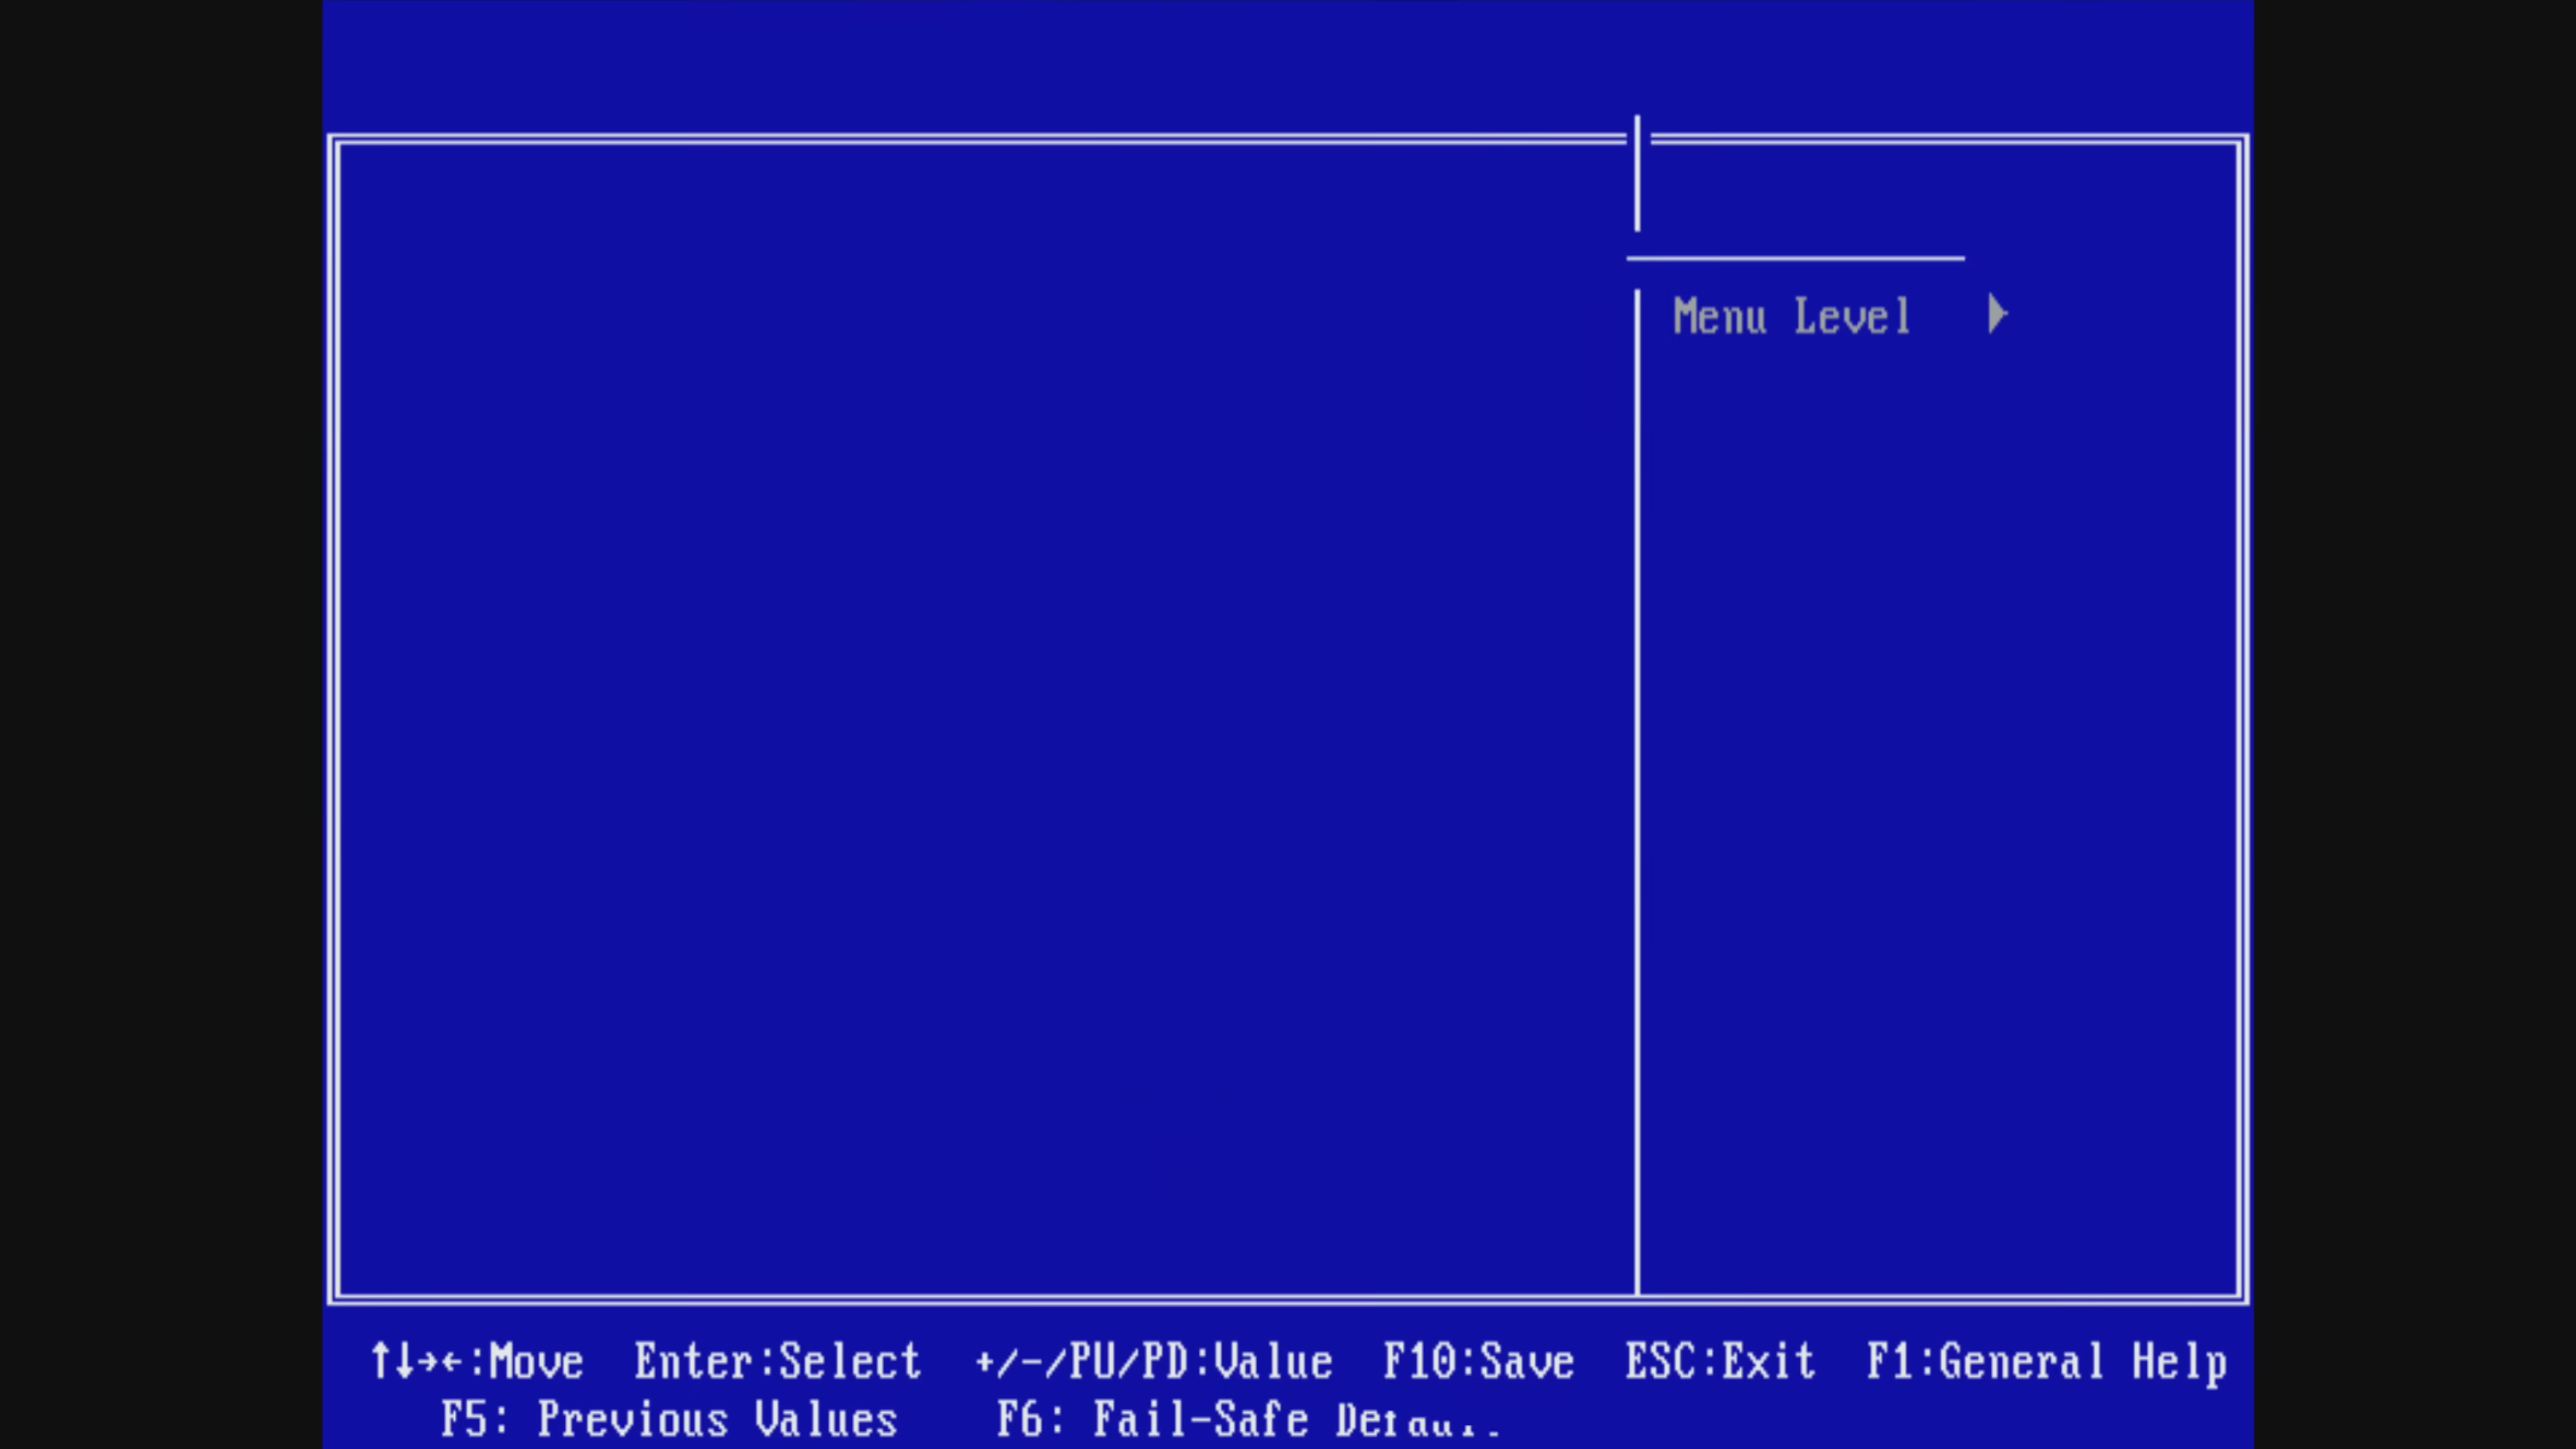 Menu Level ▶
↑↓→←:Move Enter:Select +/-/PU/PD:Value F10:Save ESC:Exit F1:General Help
F5: Previous Values F6: Fail-Safe